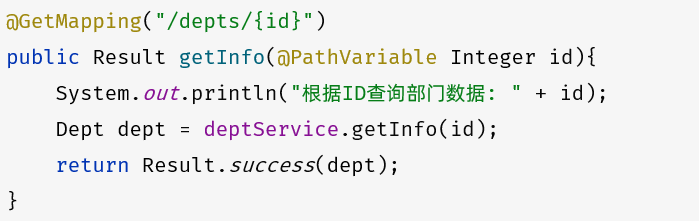 @GetMapping("/depts/{id}")
public Result getInfo(@PathVariable Integer id){
    System.out.println("根据ID查询部门数据: " + id);
    Dept dept = deptService.getInfo(id);
    return Result.success(dept);
}